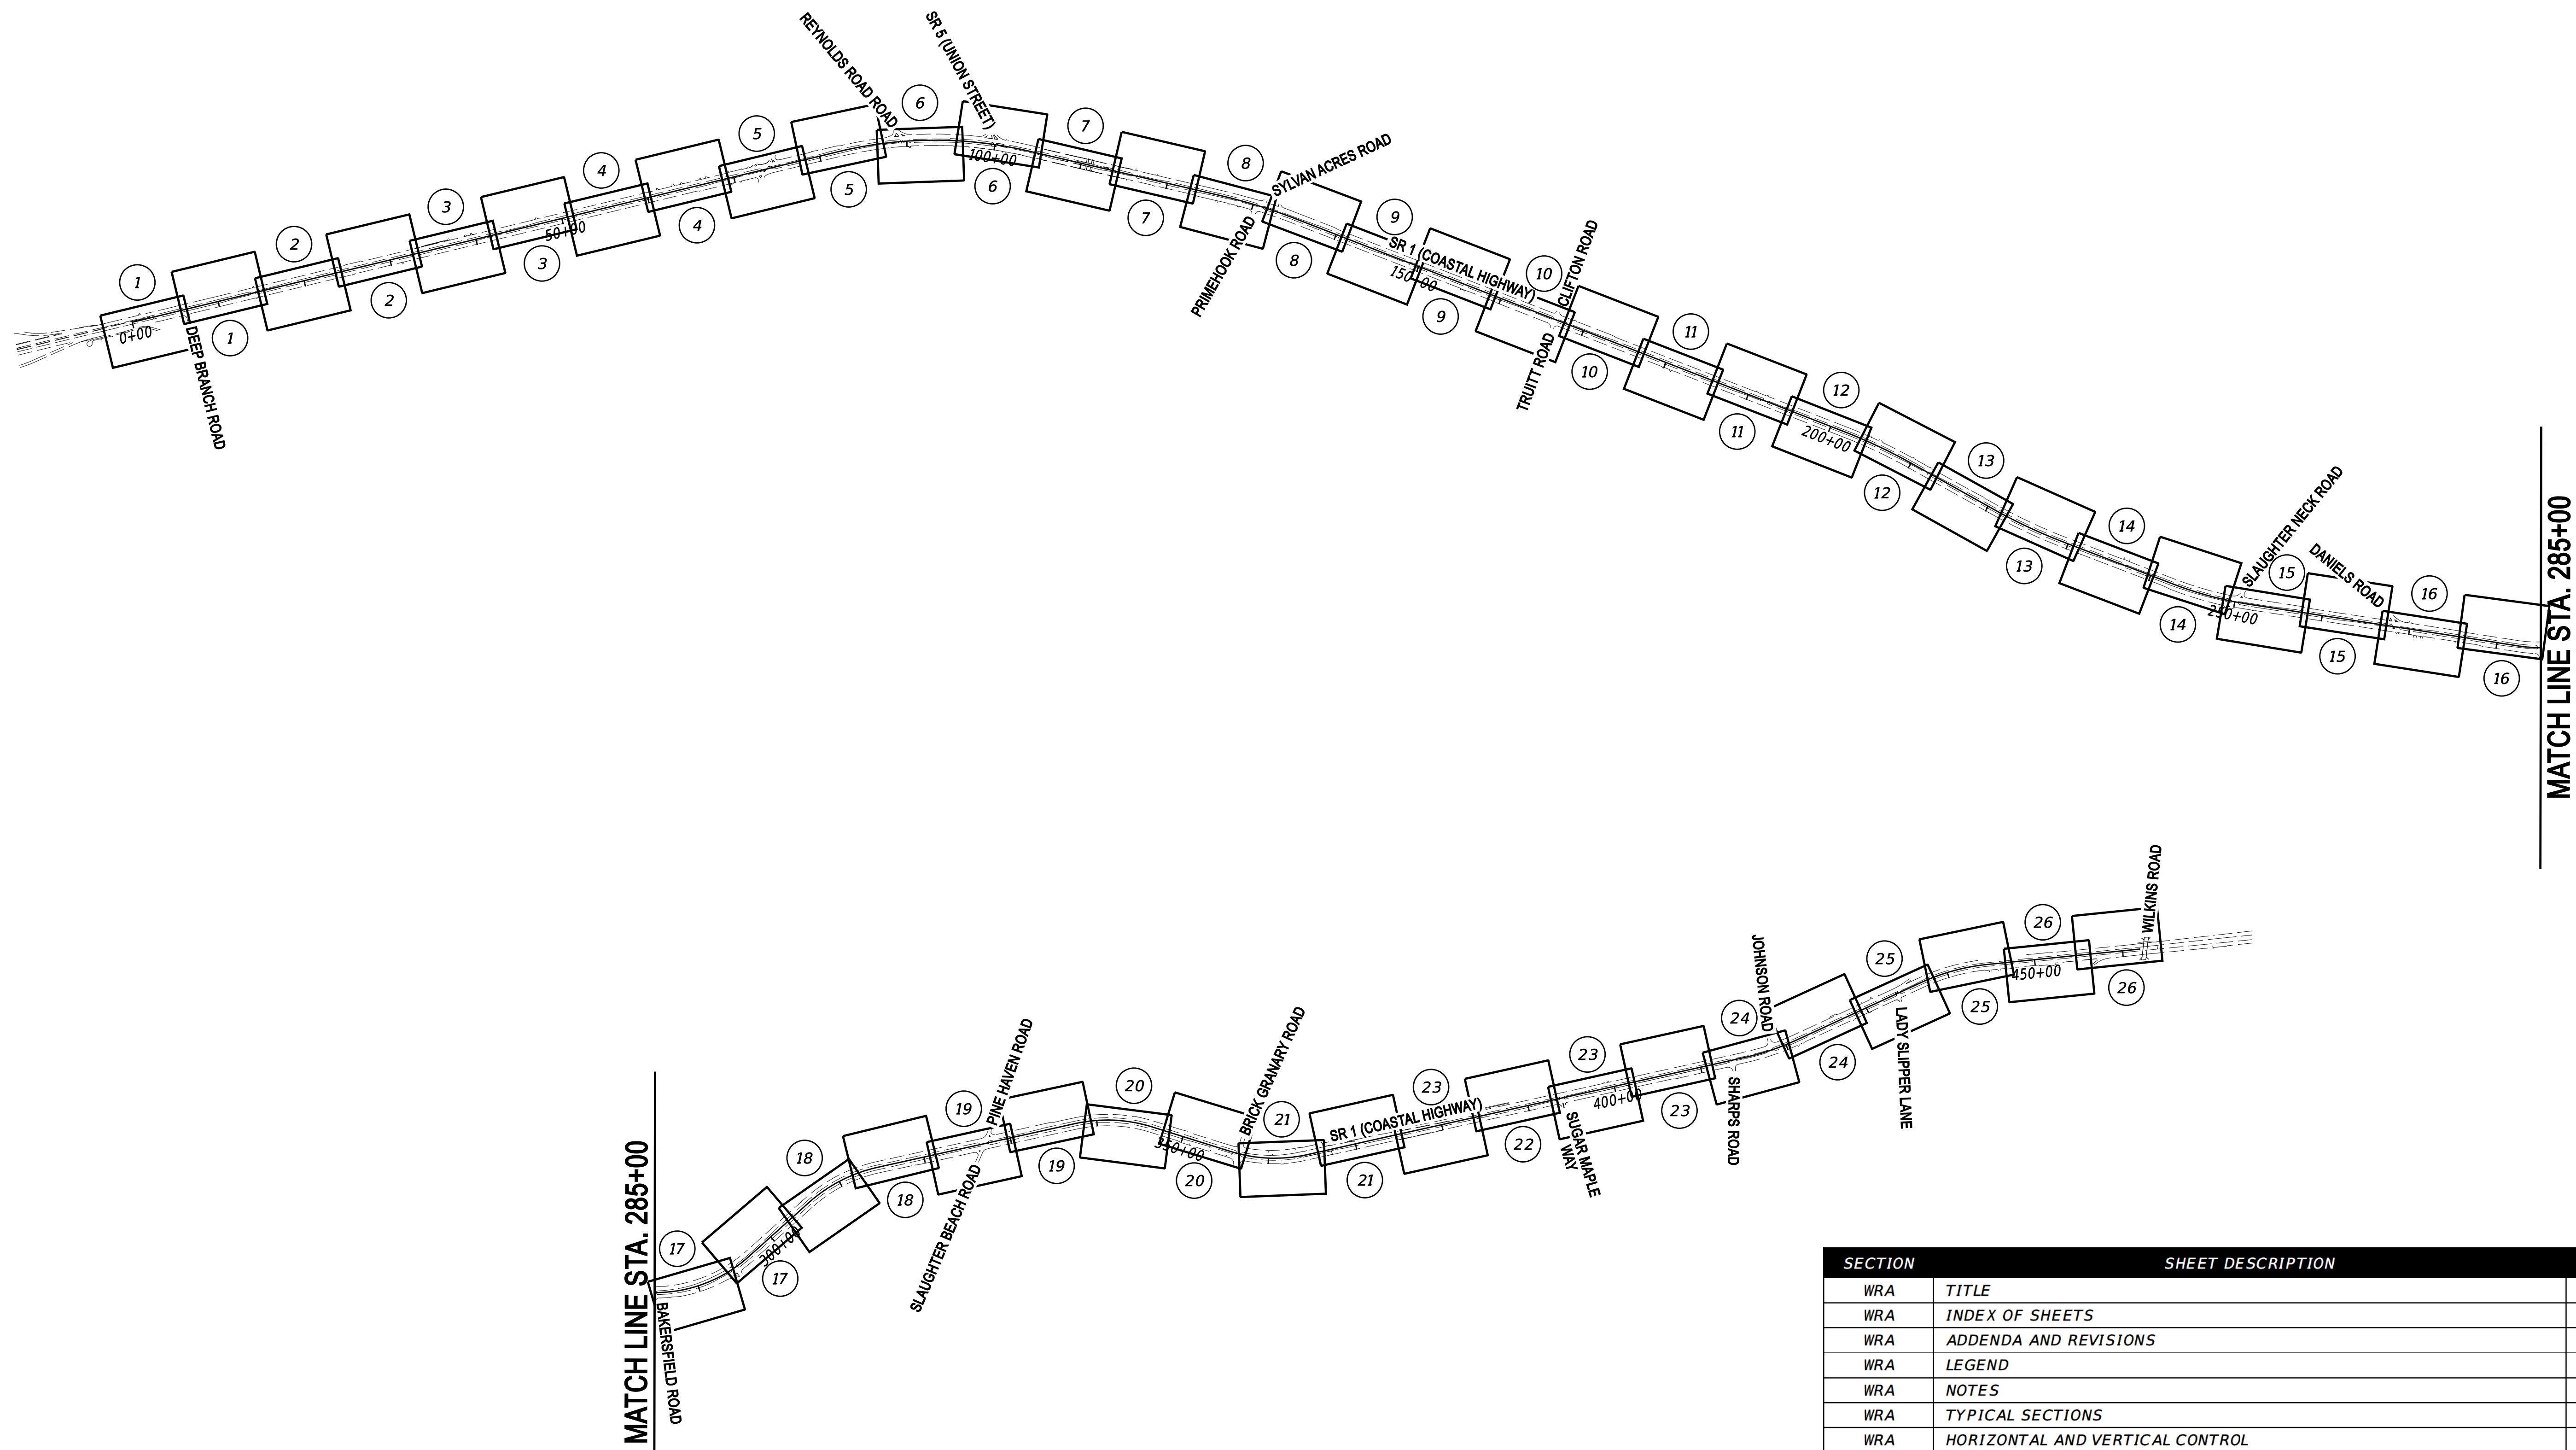 REYNOLDS ROAD ROAD
SR 5 (UNION STREET)
1
2
3
4
5
6
7
8
9
10
11
12
13
14
15
16
0+00
50+00
100+00
150+00
200+00
250+00
1
2
3
4
5
6
7
8
9
10
11
12
13
14
15
16
DEEP BRANCH ROAD
PRIMEHOOK ROAD
SYLVAN ACRES ROAD
SR 1 (COASTAL HIGHWAY)
CLIFTON ROAD
TRUITT ROAD
SLAUGHTER NECK ROAD
DANIELS ROAD
MATCH LINE STA. 285+00
MATCH LINE STA. 285+00
BAKERSFIELD ROAD
17
18
19
20
21
23
23
24
25
26
300+00
350+00
400+00
450+00
17
18
19
20
21
22
23
24
25
26
SLAUGHTER BEACH ROAD
PINE HAVEN ROAD
BRICK GRANARY ROAD
SR 1 (COASTAL HIGHWAY)
SUGAR MAPLE
WAY
SHARPS ROAD
JOHNSON ROAD
LADY SLIPPER LANE
WILKINS ROAD
SECTION SHEET DESCRIPTION
WRA TITLE
WRA INDEX OF SHEETS
WRA ADDENDA AND REVISIONS
WRA LEGEND
WRA NOTES
WRA TYPICAL SECTIONS
WRA HORIZONTAL AND VERTICAL CONTROL